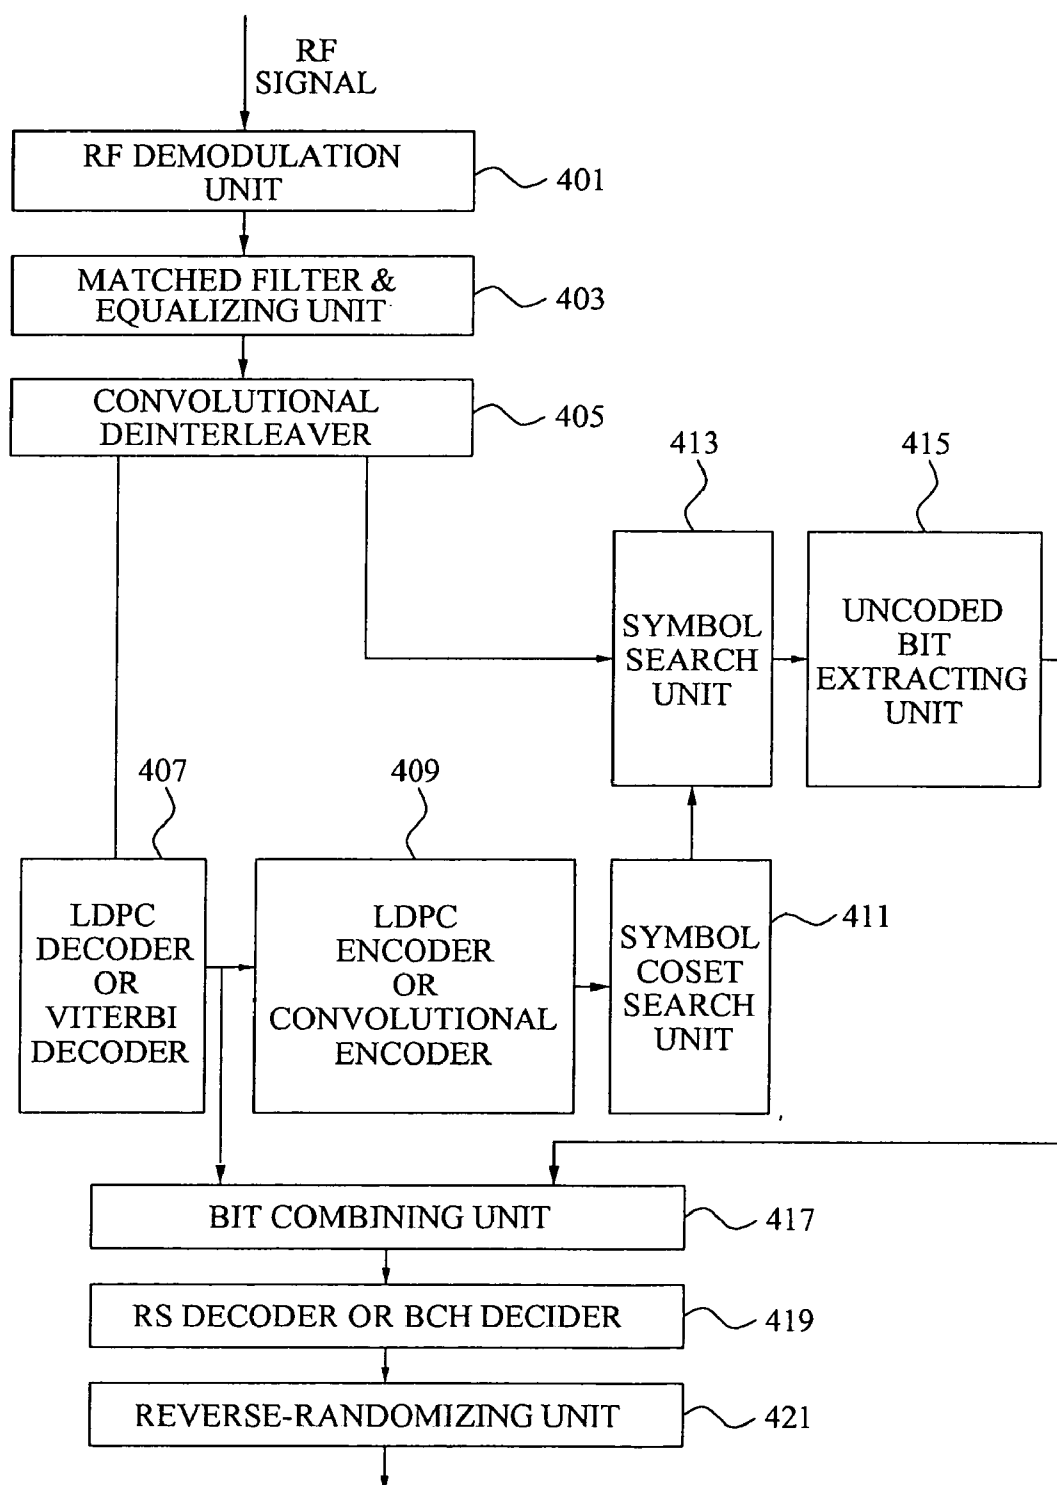 RF
SIGNAL
RF DEMODULATION
UNIT
401
MATCHED FILTER &
EQUALIZING UNIT
403
CONVOLUTIONAL
DEINTERLEAVER
405
413
415
SYMBOL
SEARCH
UNIT
UNCODED
BIT
EXTRACTING
UNIT
407
409
LDPC
DECODER
OR
VITERBI
DECODER
LDPC
ENCODER
OR
CONVOLUTIONAL
ENCODER
SYMBOL
COSET
SEARCH
UNIT
411
BIT COMBINING UNIT
417
RS DECODER OR BCH DECIDER
419
REVERSE-RANDOMIZING UNIT
421